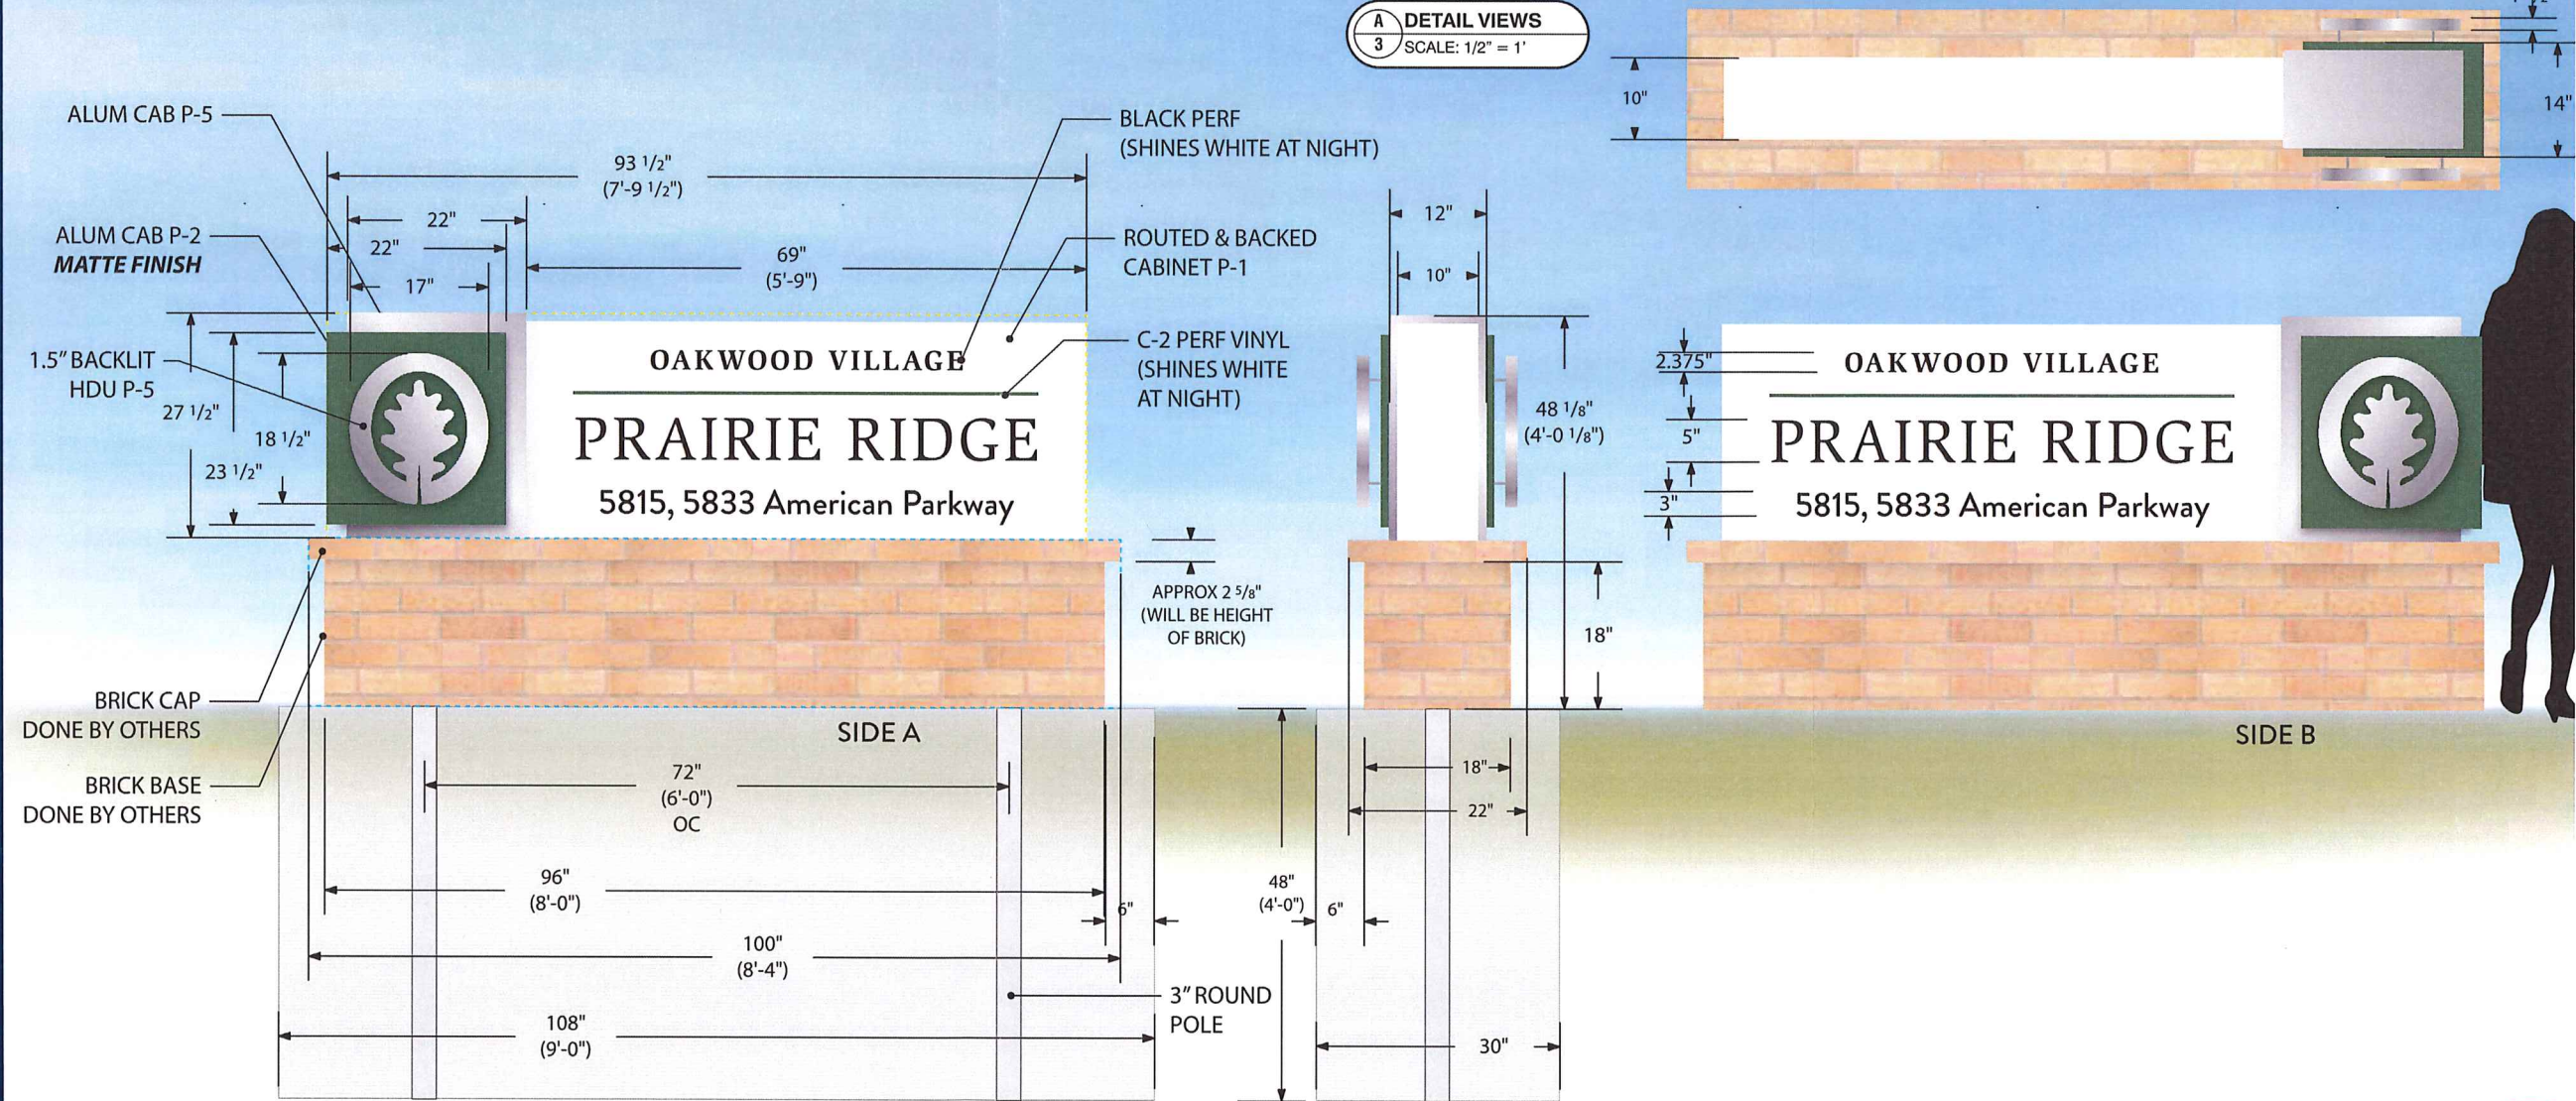 A
3
DETAIL VIEWS
SCALE: 1/2" = 1'
10"
14"
ALUM CAB P-5
ALUM CAB P-2
MATTE FINISH
1.5" BACKLIT
HDU P-5
93 1/2"
(7'-9 1/2")
22"
22"
17"
69"
(5'-9")
27 1/2"
18 1/2"
23 1/2"
BLACK PERF
(SHINES WHITE AT NIGHT)
ROUTED & BACKED
CABINET P-1
C-2 PERF VINYL
(SHINES WHITE
AT NIGHT)
OAKWOOD VILLAGE
PRAIRIE RIDGE
5815, 5833 American Parkway
APPROX 2 5/8"
(WILL BE HEIGHT
OF BRICK)
BRICK CAP
DONE BY OTHERS
BRICK BASE
DONE BY OTHERS
SIDE A
72"
(6'-0")
OC
96"
(8'-0")
6"
100"
(8'-4")
108"
(9'-0")
3" ROUND
POLE
12"
10"
48 1/8"
(4'-0 1/8")
18"
18"
22"
48"
(4'-0")
6"
30"
2.375"
5"
3"
OAKWOOD VILLAGE
PRAIRIE RIDGE
5815, 5833 American Parkway
SIDE B